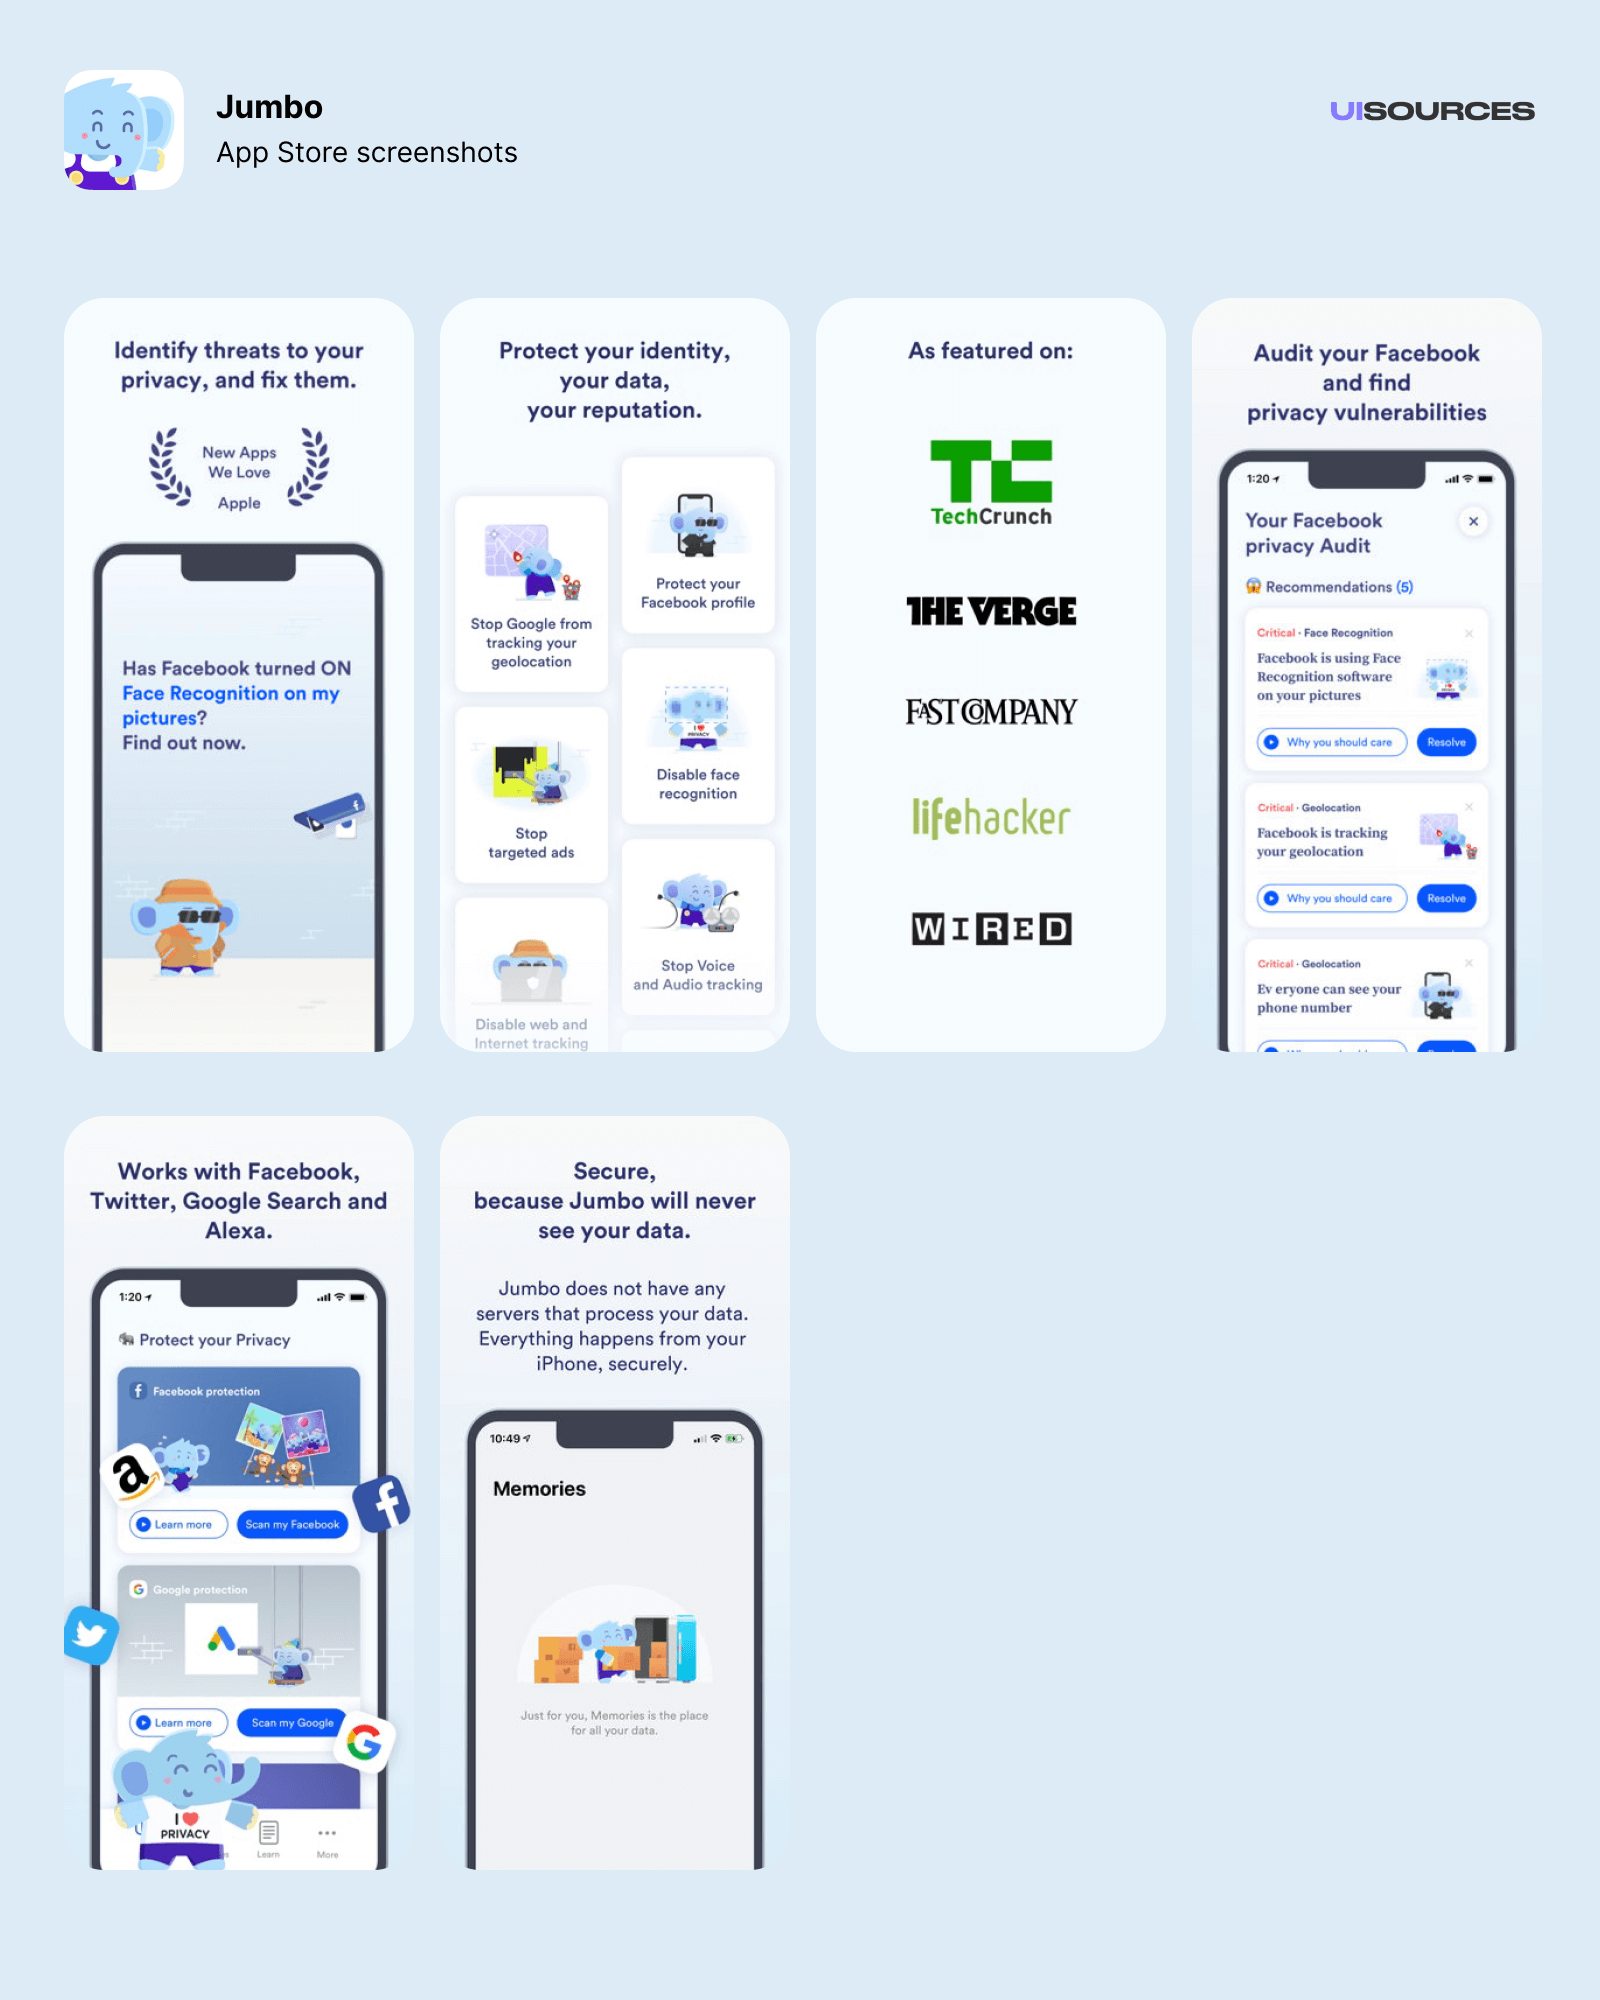 Jumbo
App Store screenshots
UISOURCES
Identify threats to your
privacy, and fix them.
New Apps
We Love
Apple
Has Facebook turned ON
Face Recognition on my
pictures?
Find out now.
Protect your identity,
your data,
your reputation.
Stop Google from
tracking your
geolocation
Stop
targeted ads
Disable web and
Internet tracking
Protect your
Facebook profile
I ❤ PRIVACY
Disable face
recognition
Stop Voice
and Audio tracking
As featured on:
TC
TechCrunch
THE VERGE
FAST COMPANY
lifehacker
WIRED
Audit your Facebook
and find
privacy vulnerabilities
1:20
Your Facebook
privacy Audit
😱 Recommendations (5)
Critical · Face Recognition
Facebook is using Face
Recognition software
on your pictures
Why you should care
Resolve
Critical · Geolocation
Facebook is tracking
your geolocation
Why you should care
Resolve
Critical · Geolocation
Ev eryone can see your
phone number
Works with Facebook,
Twitter, Google Search and
Alexa.
1:20
🐘 Protect your Privacy
Facebook protection
Learn more
Scan my Facebook
Google protection
Learn more
Scan my Google
I ❤
PRIVACY
Learn
More
Secure,
because Jumbo will never
see your data.
Jumbo does not have any
servers that process your data.
Everything happens from your
iPhone, securely.
10:49
Memories
Just for you, Memories is the place
for all your data.